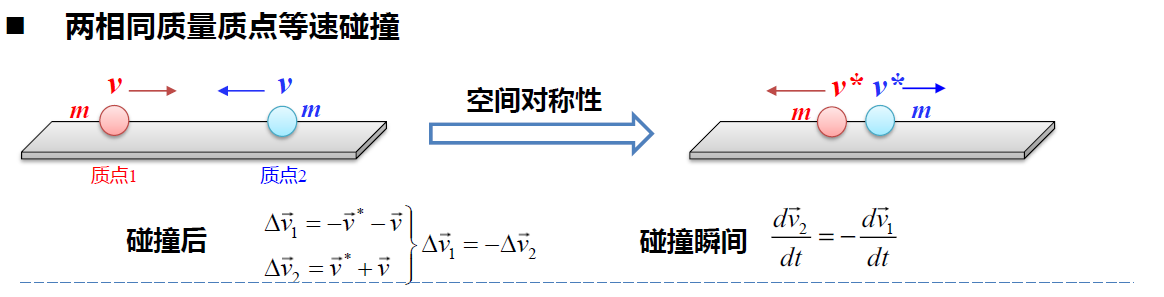 ■ 两相同质量质点等速碰撞
v v v* v*
m m 空间对称性 m m
质点1 质点2
碰撞后 Δv⃗₁ = −v⃗* − v⃗
Δv⃗₂ = v⃗* + v⃗ } Δv⃗₁ = −Δv⃗₂
碰撞瞬间 dv⃗₂/dt = − dv⃗₁/dt